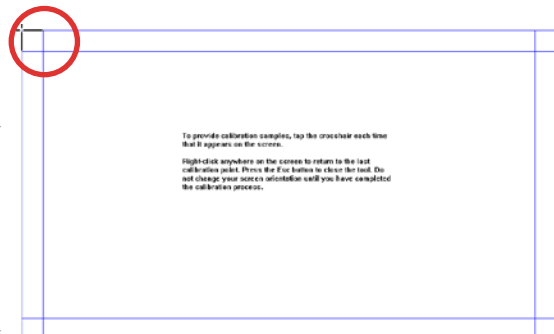 To provide calibration samples, tap the crosshair each time
that it appears on the screen.
Right-click anywhere on the screen to return to the last
calibration point. Press the Esc button to close the tool. Do
not change your screen orientation until you have completed
the calibration process.